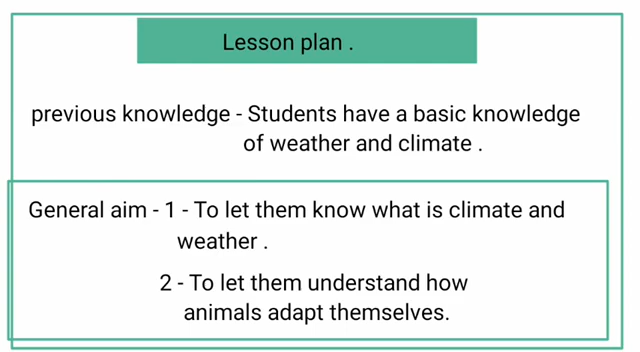 Lesson plan .
previous knowledge - Students have a basic knowledge
of weather and climate .
General aim - 1 - To let them know what is climate and
weather .
2 - To let them understand how
animals adapt themselves.